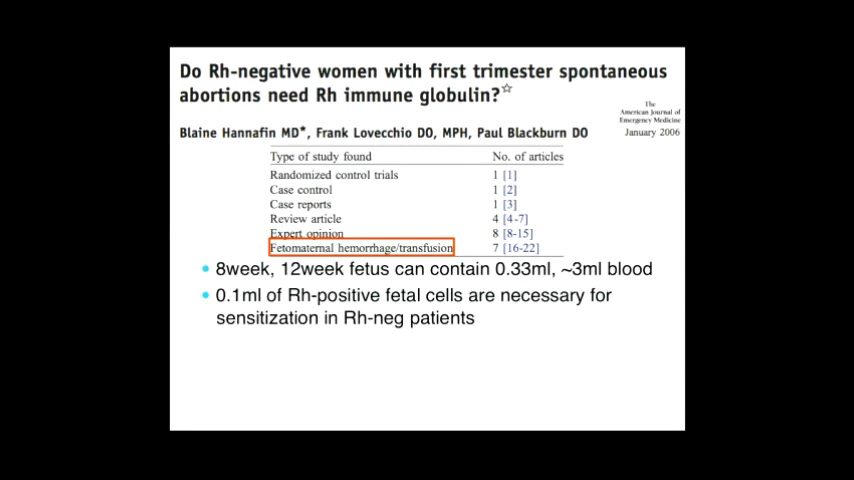 Do Rh-negative women with first trimester spontaneous
abortions need Rh immune globulin?☆
The
American Journal of
Emergency Medicine
Blaine Hannafin MD*, Frank Lovecchio DO, MPH, Paul Blackburn DO
January 2006
Type of study found No. of articles
Randomized control trials 1 [1]
Case control 1 [2]
Case reports 1 [3]
Review article 4 [4-7]
Expert opinion 8 [8-15]
Fetomaternal hemorrhage/transfusion 7 [16-22]
• 8week, 12week fetus can contain 0.33ml, ~3ml blood
• 0.1ml of Rh-positive fetal cells are necessary for
sensitization in Rh-neg patients